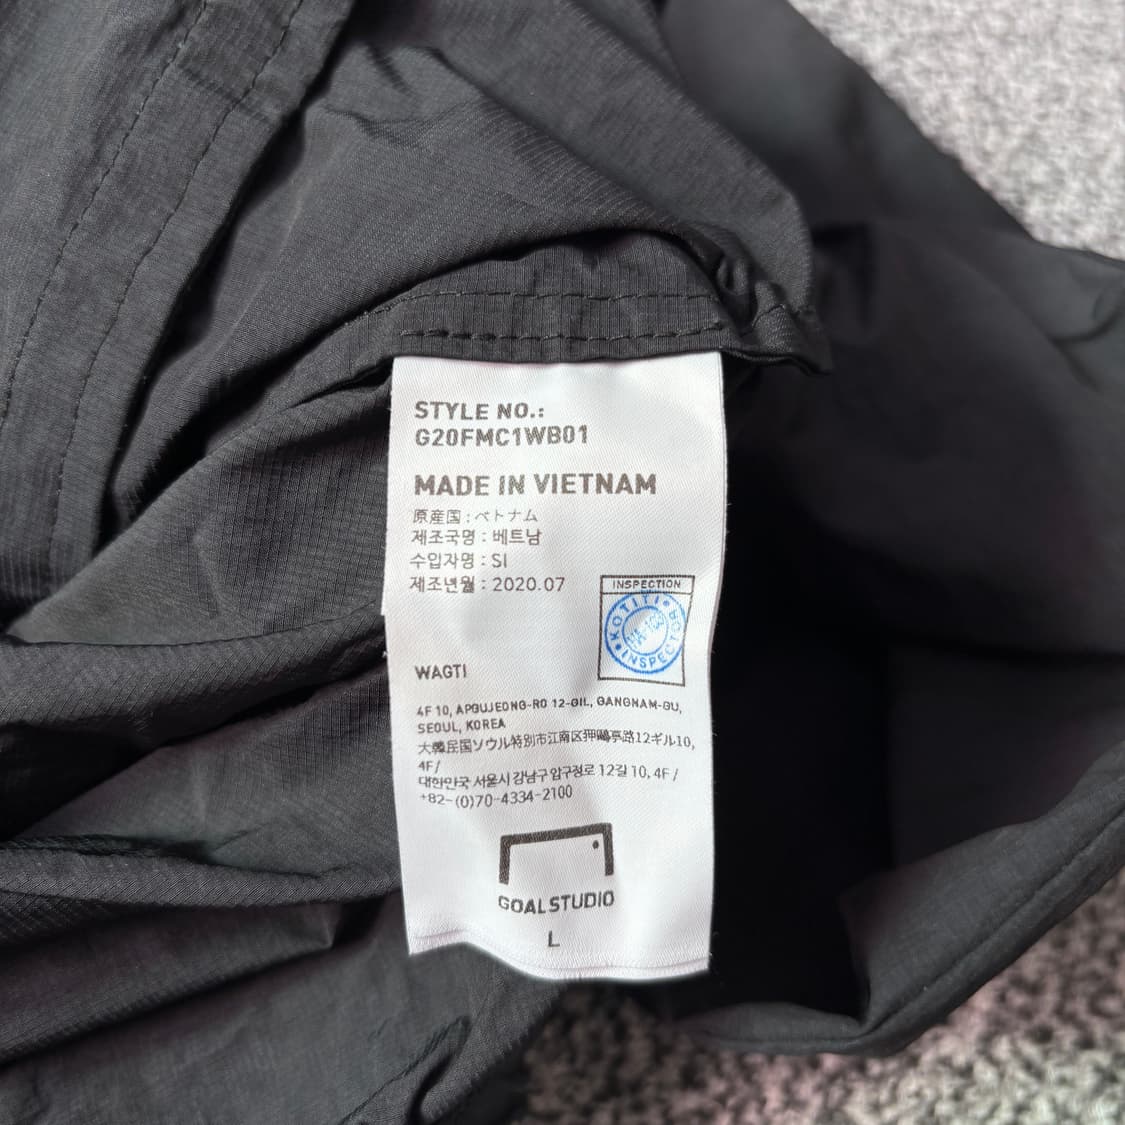 STYLE NO.:
G20FMC1WB01
MADE IN VIETNAM
原産国 : ベトナム
제조국명 : 베트남
수입자명 : SI
제조년월 : 2020.07
INSPECTION
KOTITI
INSPECTOR
WAGTI
4F 10, APGUJEONG-RO 12-GIL, GANGNAM-GU,
SEOUL, KOREA
大韓民国ソウル特別市江南区狎鴎亭路12ギル10,
4F /
대한민국 서울시 강남구 압구정로 12길 10, 4F /
+82-(0)70-4334-2100
GOALSTUDIO
L